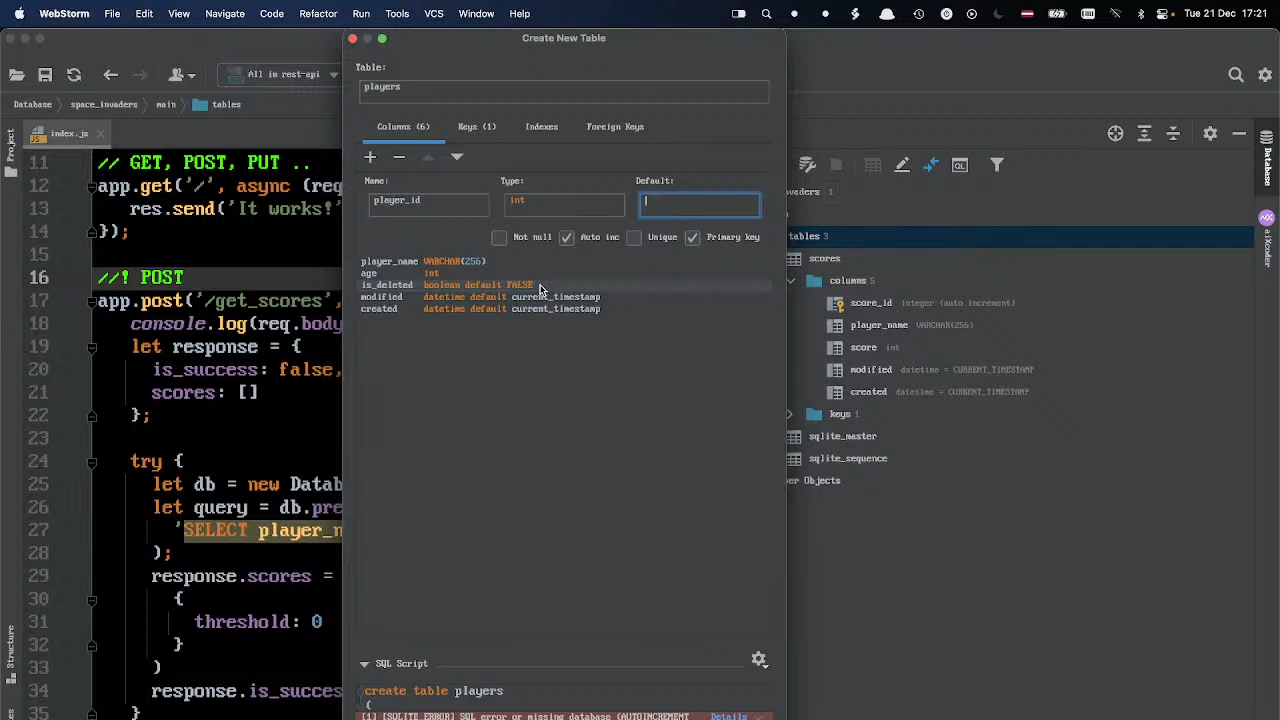 WebStorm File Edit View Navigate Code Refactor Run Tools VCS Window Help Tue 21 Dec 17:21
Create New Table
All in rest-api
Database space_invaders main tables
index.js
Project
Structure
11 // GET, POST, PUT ..
12 app.get('/', async (req
13 res.send('It works!'
14 });
15
16 //! POST
17 app.post('/get_scores',
18 console.log(req.body
19 let response = {
20 is_success: false,
21 scores: []
22 };
23
24 try {
25 let db = new Datab
26 let query = db.pre
27 'SELECT player_n
28 );
29 response.scores =
30 {
31 threshold: 0
32 }
33 )
34 response.is_succes
35 }
Table:
players
Columns (6) Keys (1) Indexes Foreign Keys
Name: Type: Default:
player_id int
Not null Auto inc Unique Primary key
player_name VARCHAR(256)
age int
is_deleted boolean default FALSE
modified datetime default current_timestamp
created datetime default current_timestamp
SQL Script
create table players
(
[1] [SQLITE_ERROR] SQL error or missing database (AUTOINCREMENT Details
QL
vaders 1
tables 3
scores
columns 5
score_id integer (auto increment)
player_name VARCHAR(256)
score int
modified datetime = CURRENT_TIMESTAMP
created datetime = CURRENT_TIMESTAMP
keys 1
sqlite_master
sqlite_sequence
ver Objects
Database
aiXcoder